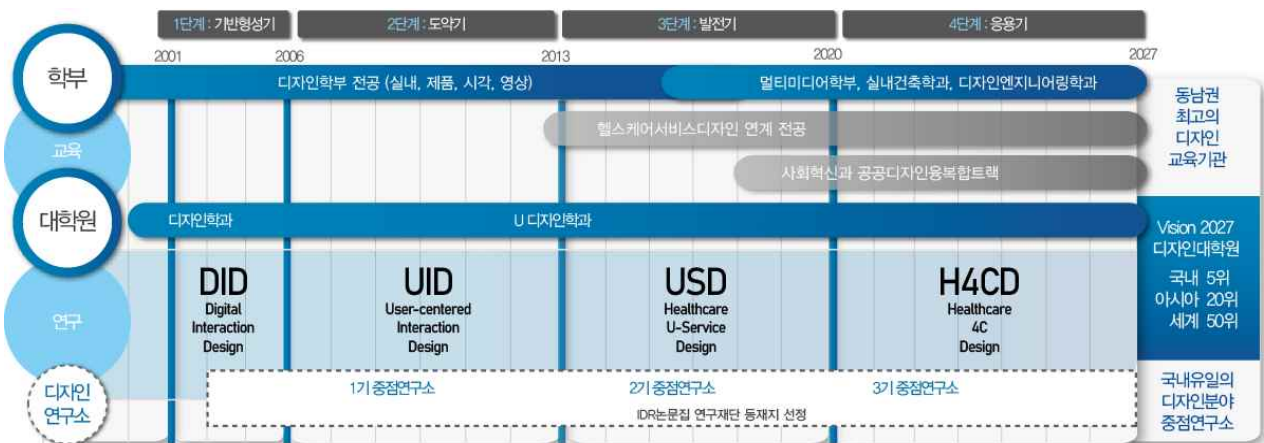 1단계 : 기반형성기
2단계 : 도약기
3단계 : 발전기
4단계 : 응용기
2001
2006
2013
2020
2027
학부
디자인학부 전공 (실내, 제품, 시각, 영상)
멀티미디어학부, 실내건축학과, 디자인엔지니어링학과
헬스케어서비스디자인 연계 전공
사회혁신과 공공디자인융복합트랙
교육
동남권
최고의
디자인
교육기관
대학원
디자인학과
U 디자인학과
Vision 2027
디자인대학원
국내 5위
아시아 20위
세계 50위
연구
DID
Digital
Interaction
Design
UID
User-centered
Interaction
Design
USD
Healthcare
U-Service
Design
H4CD
Healthcare
4C
Design
디자인
연구소
1기 중점연구소
2기 중점연구소
3기 중점연구소
IDR논문집 연구재단 등재지 선정
국내유일의
디자인분야
중점연구소